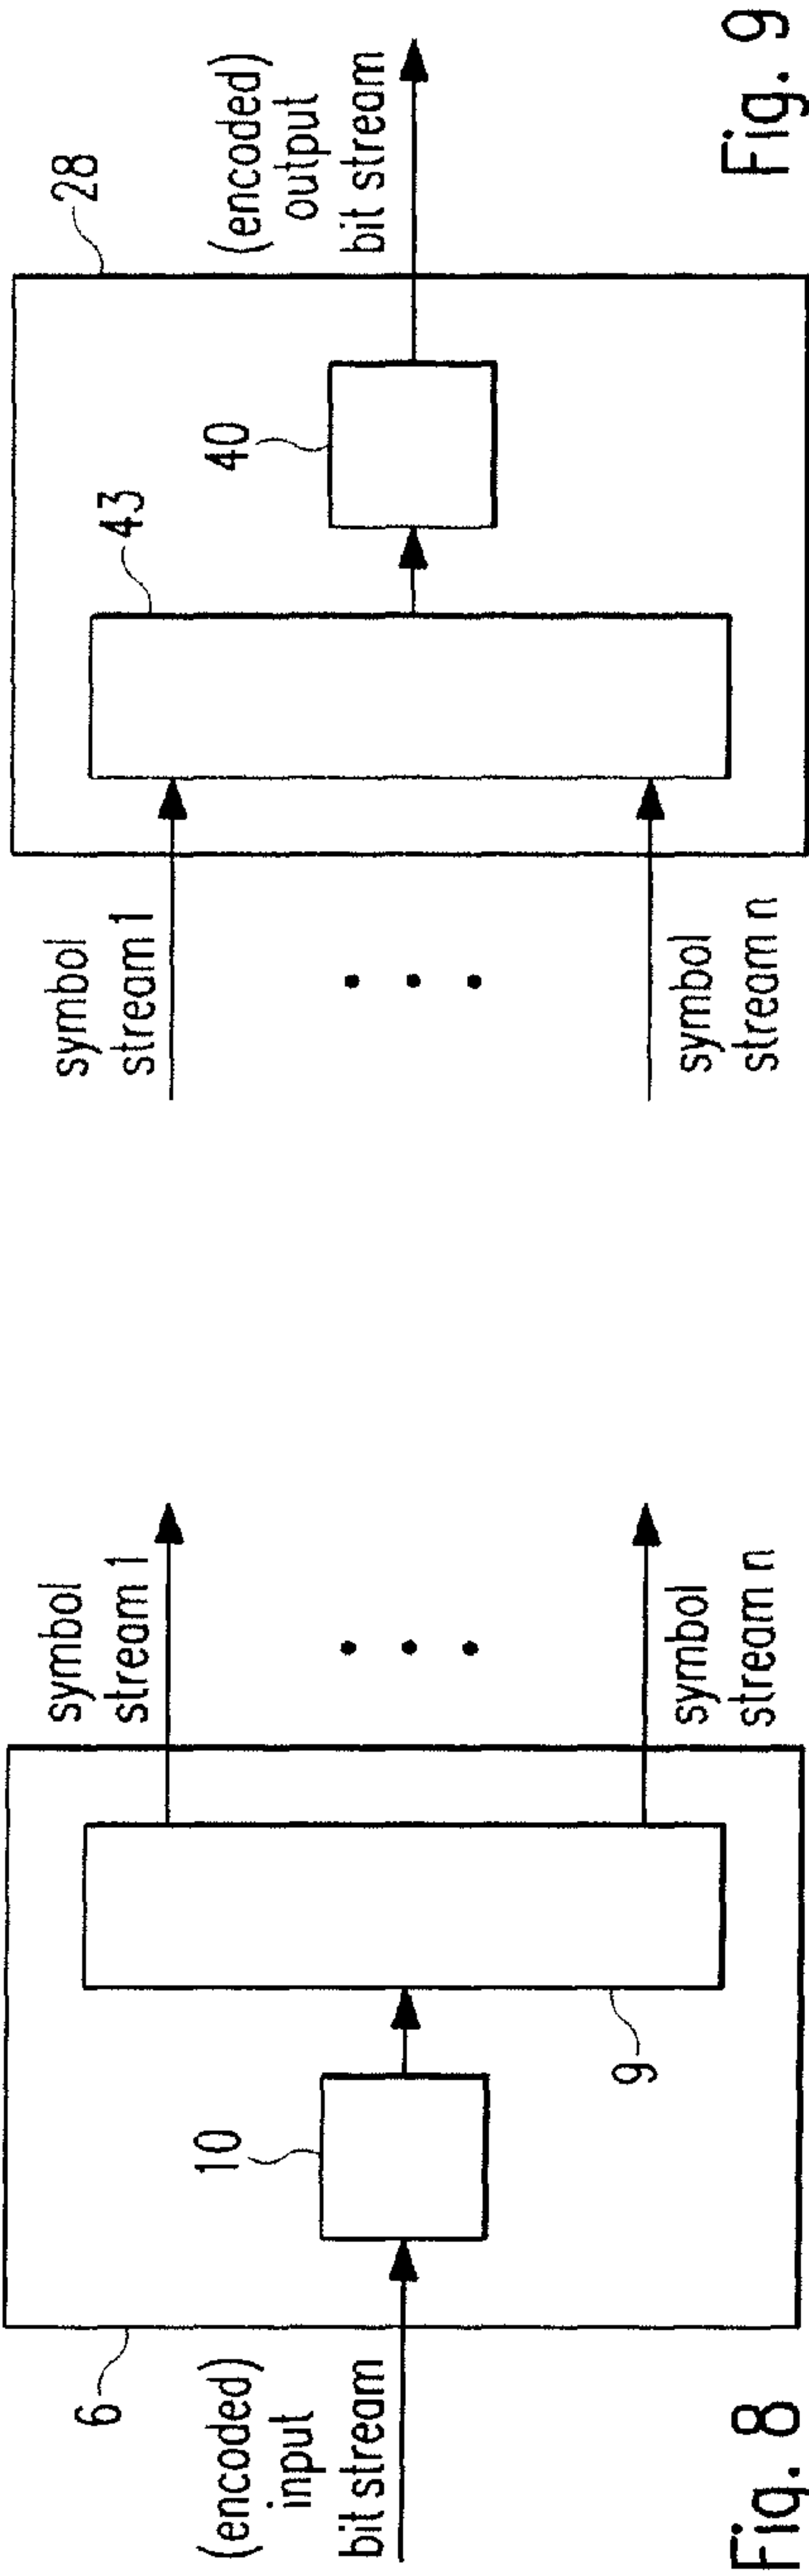 6
(encoded)
input
bit stream
10
9
symbol
stream 1
symbol
stream n
Fig. 8
symbol
stream 1
symbol
stream n
43
40
28
(encoded)
output
bit stream
Fig. 9